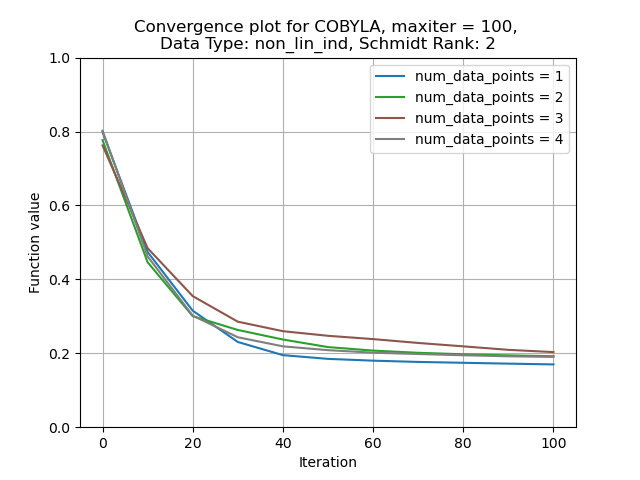 Convergence plot for COBYLA, maxiter = 100,
Data Type: non_lin_ind, Schmidt Rank: 2
num_data_points = 1
num_data_points = 2
num_data_points = 3
num_data_points = 4
Function value
1.0
0.8
0.6
0.4
0.2
0.0
0 20 40 60 80 100
Iteration